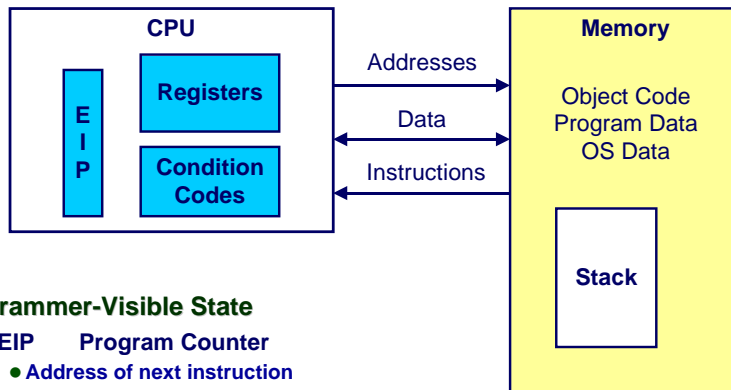 CPU
E
I
P
Registers
Condition
Codes
Addresses
Data
Instructions
Memory
Object Code
Program Data
OS Data
Stack
rammer-Visible State
EIP Program Counter
• Address of next instruction